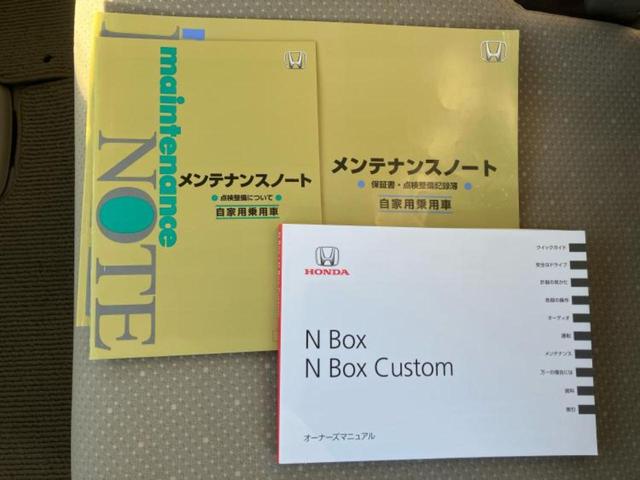 maintenance
NOTE
メンテナンスノート
点検整備について
自家用乗用車
メンテナンスノート
保証書・点検整備記録簿
自家用乗用車
HONDA
N Box
N Box Custom
オーナーズマニュアル
クイックガイド
安全なドライブ
計器の見かた
各部の操作
オーディオ
運転
メンテナンス
万一の場合には
資料
索引